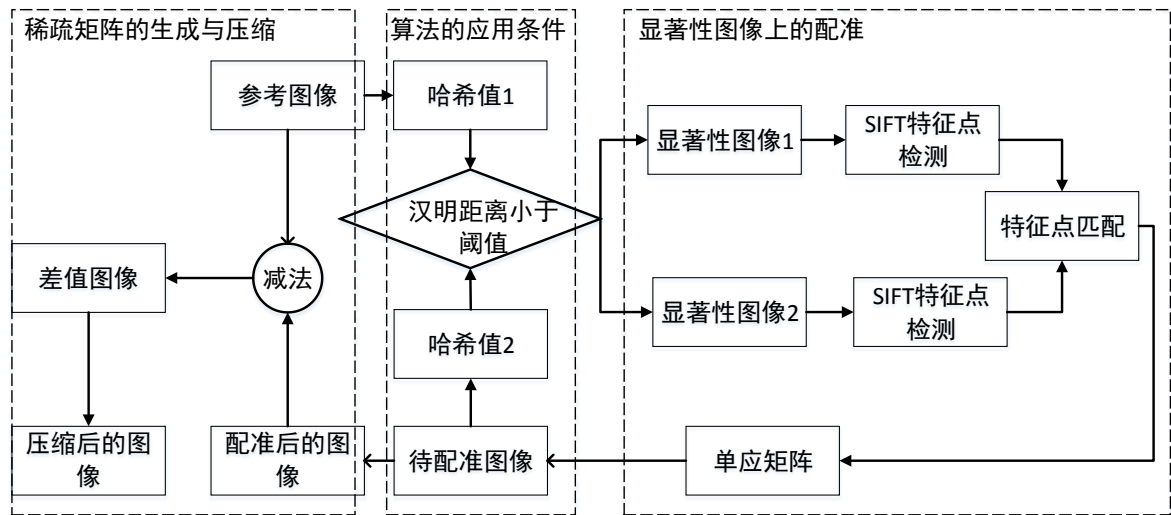 稀疏矩阵的生成与压缩
算法的应用条件
显著性图像上的配准
参考图像
哈希值1
显著性图像1
SIFT特征点
检测
汉明距离小于
阈值
特征点匹配
差值图像
减法
哈希值2
显著性图像2
SIFT特征点
检测
压缩后的图
像
配准后的图
像
待配准图像
单应矩阵